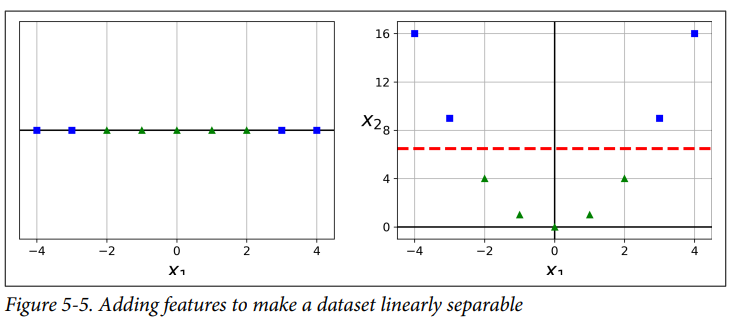 16
12
x2 8
4
0
−4 −2 0 2 4
x1
−4 −2 0 2 4
x1
Figure 5-5. Adding features to make a dataset linearly separable